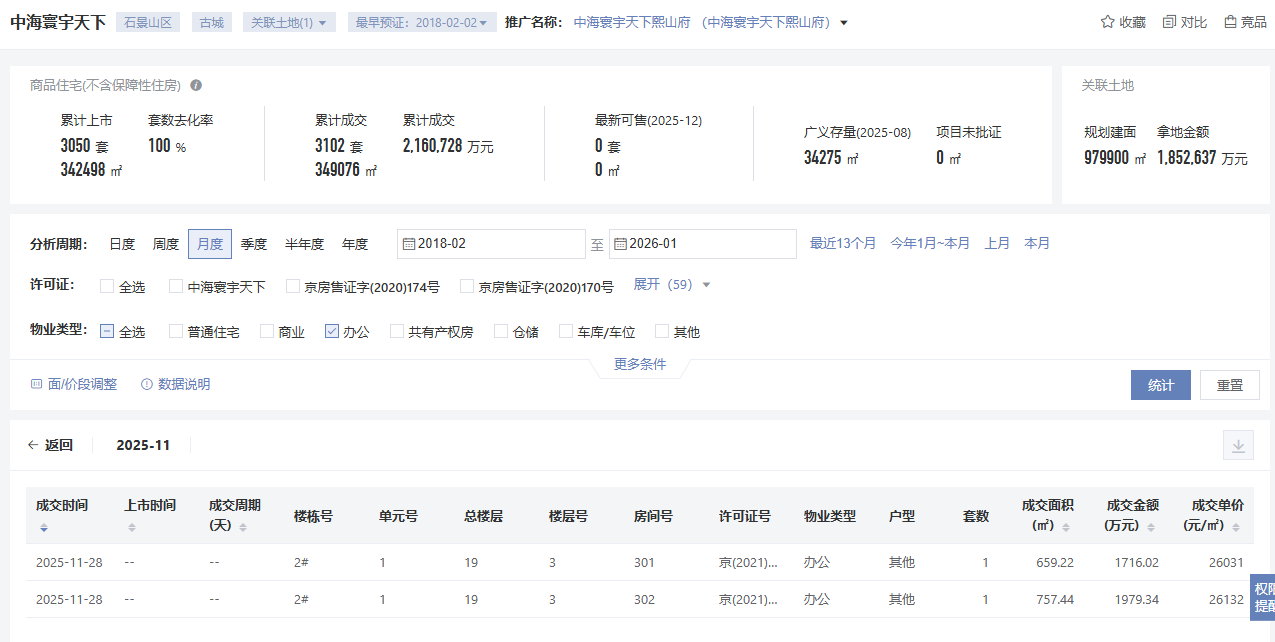 中海寰宇天下 石景山区 古城 关联土地(1) 最早预证：2018-02-02 推广名称： 中海寰宇天下熙山府 （中海寰宇天下熙山府） 收藏 对比 竞品
商品住宅(不含保障性住房) 关联土地
累计上市 套数去化率 累计成交 累计成交 最新可售(2025-12) 广义存量(2025-08) 项目未批证 规划建面 拿地金额
3050 套 100 % 3102 套 2,160,728 万元 0 套 34275 ㎡ 0 ㎡ 979900 ㎡ 1,852,637 万元
342498 ㎡ 349076 ㎡ 0 ㎡
分析周期： 日度 周度 月度 季度 半年度 年度 2018-02 至 2026-01 最近13个月 今年1月~本月 上月 本月
许可证： 全选 中海寰宇天下 京房售证字(2020)174号 京房售证字(2020)170号 展开（59）
物业类型： 全选 普通住宅 商业 办公 共有产权房 仓储 车库/车位 其他
更多条件
面/价段调整 数据说明 统计 重置
返回 2025-11
成交时间 上市时间 成交周期(天) 楼栋号 单元号 总楼层 楼层号 房间号 许可证号 物业类型 户型 套数 成交面积(㎡) 成交金额(万元) 成交单价(元/㎡)
2025-11-28 -- -- 2# 1 19 3 301 京(2021)... 办公 其他 1 659.22 1716.02 26031
2025-11-28 -- -- 2# 1 19 3 302 京(2021)... 办公 其他 1 757.44 1979.34 26132
权限
提醒